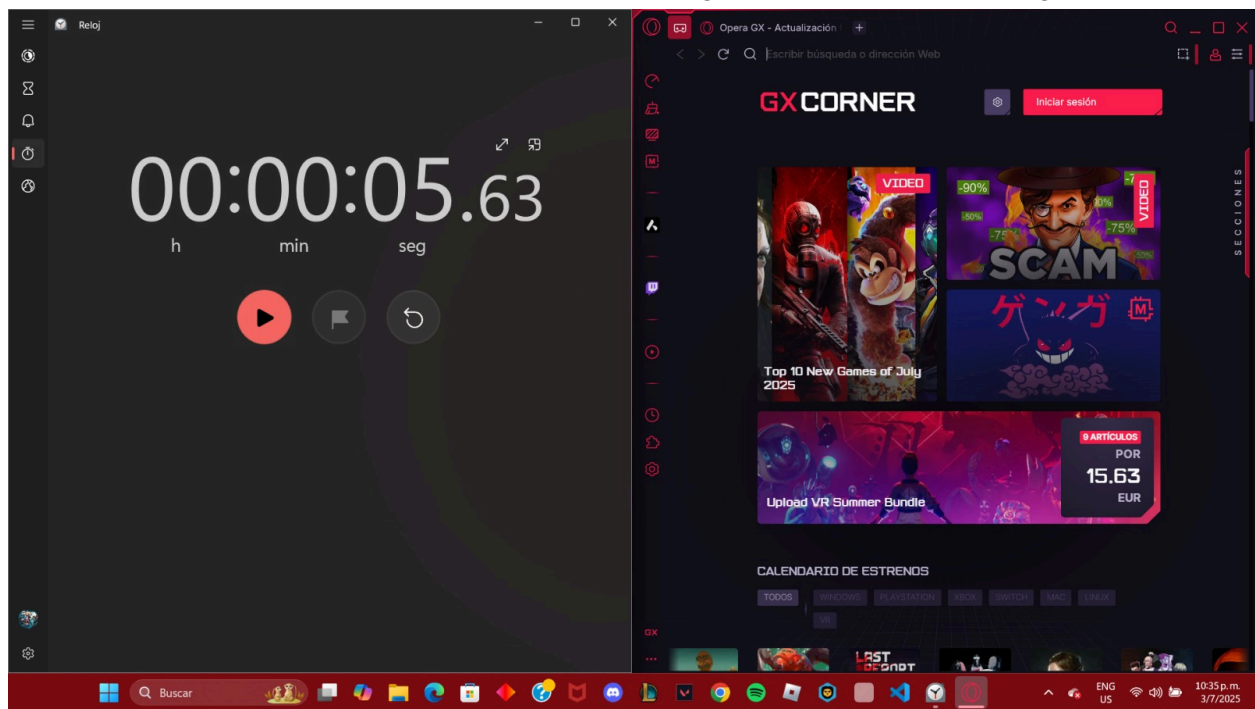 Reloj
00:00:05.63
h min seg
Opera GX - Actualización
Escribir búsqueda o dirección Web
GXCORNER
Iniciar sesión
SECCIONES
VIDEO
Top 10 New Games of July
2025
-90%
-50%
-75%
-75%
VIDEO
SCAM
ゲンガ
M
9 ARTÍCULOS
POR
15.63
EUR
Upload VR Summer Bundle
CALENDARIO DE ESTRENOS
TODOS WINDOWS PLAYSTATION XBOX SWITCH MAC LINUX
VR
GX
LAST
REPORT
Buscar
ENG
US
10:35 p. m.
3/7/2025